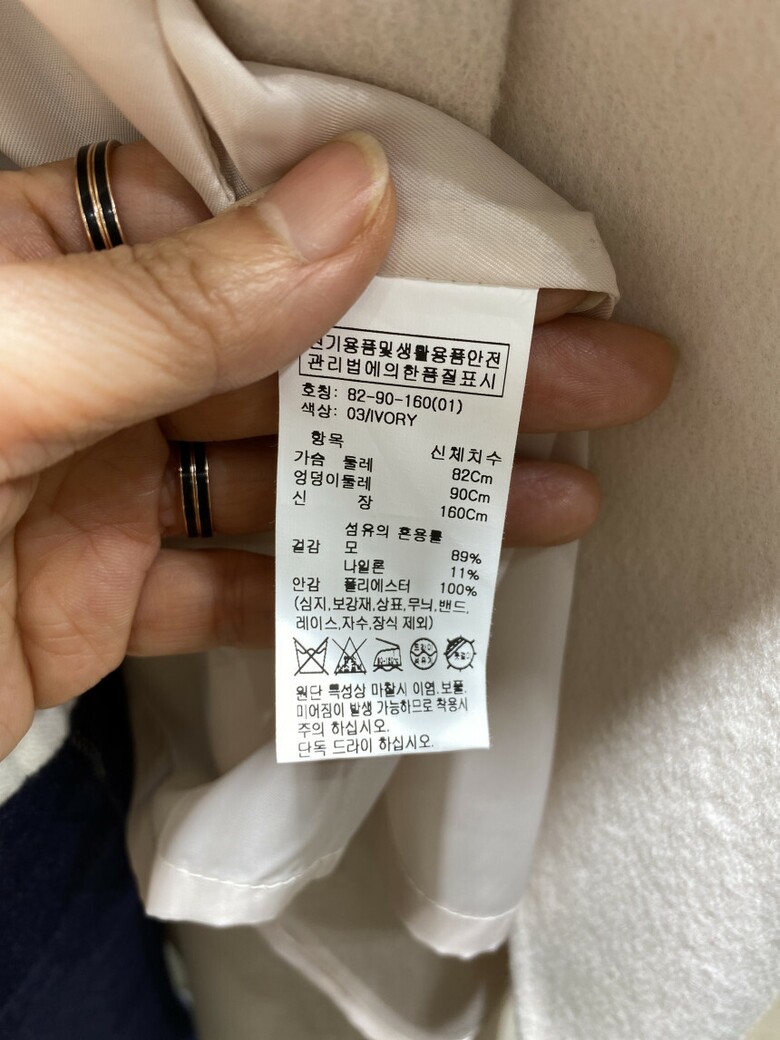 전기용품및생활용품안전
관리법에의한품질표시
호칭: 82-90-160(01)
색상: 03/IVORY
항목 신체치수
가슴 둘레 82Cm
엉덩이둘레 90Cm
신 장 160Cm
섬유의 혼용률
겉감 모 89%
나일론 11%
안감 폴리에스터 100%
(심지,보강재,상표,무늬,밴드,
레이스,자수,장식 제외)
원단 특성상 마찰시 이염.보풀.
미어짐이 발생 가능하므로 착용시
주의 하십시오.
단독 드라이 하십시오.